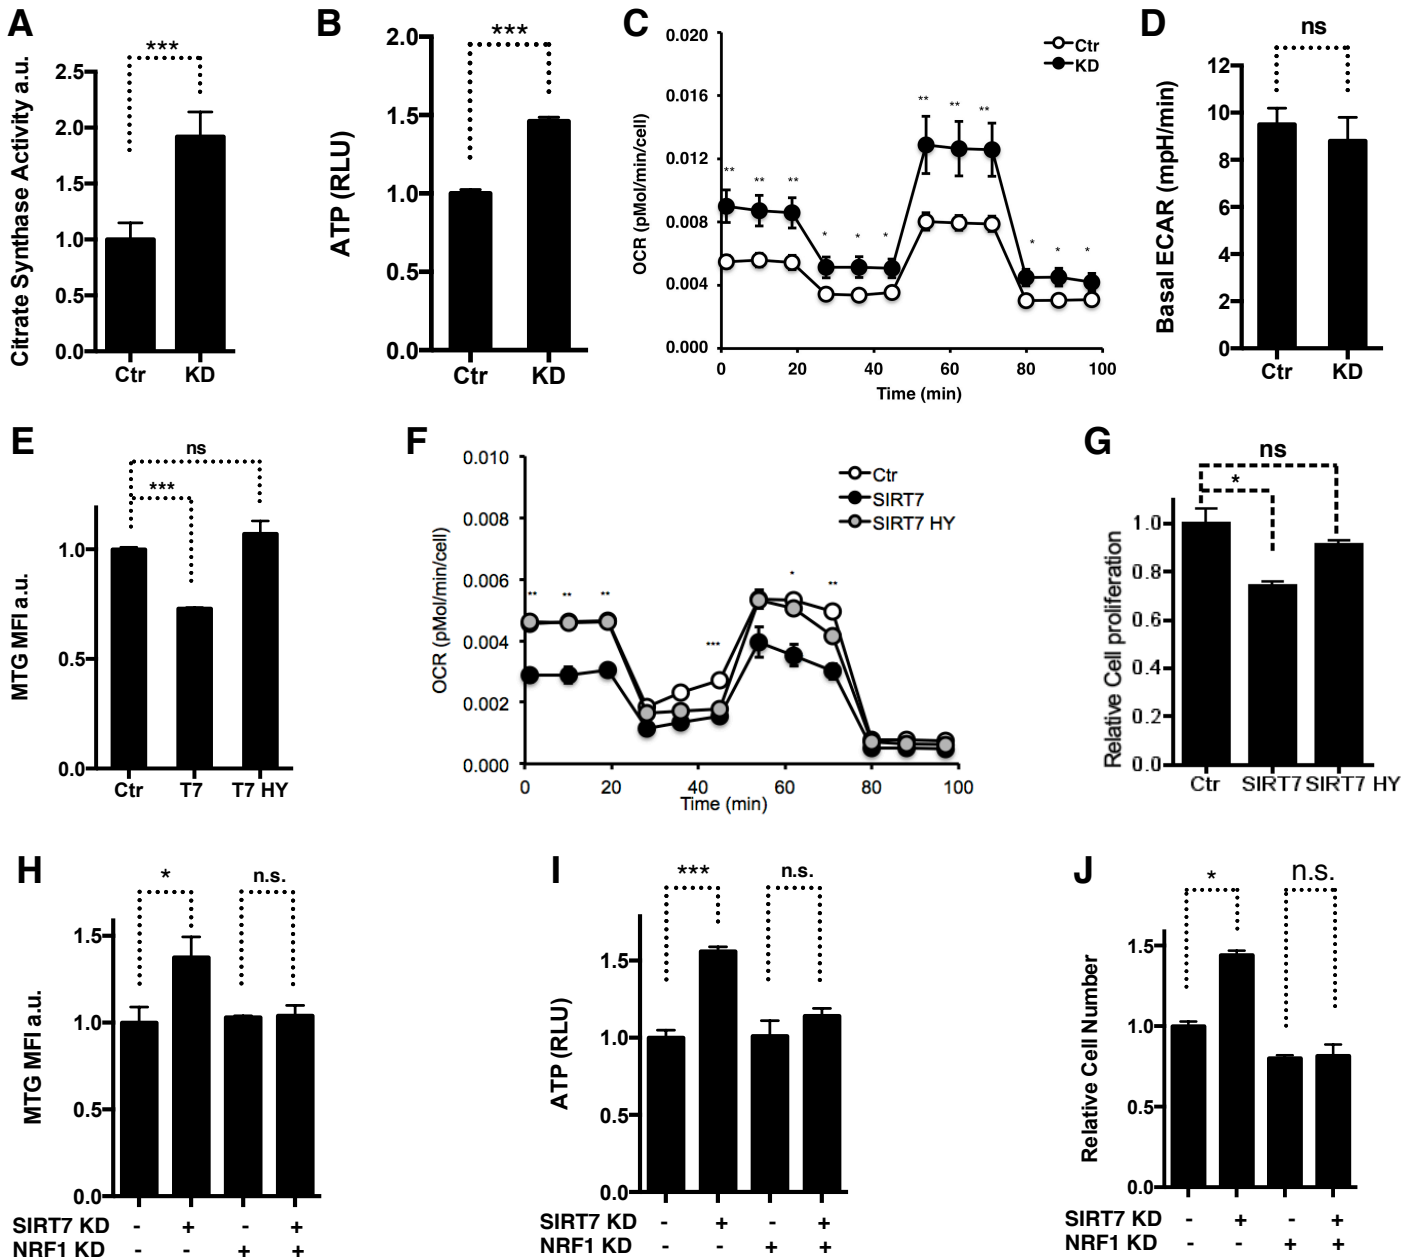 A
***
Citrate Synthase Activity a.u.
2.5
2.0
1.5
1.0
0.5
0.0
Ctr KD
B
***
ATP (RLU)
2.0
1.5
1.0
0.5
0.0
Ctr KD
C
Ctr
KD
OCR (pMol/min/cell)
0.020
0.016
0.012
0.008
0.004
0.000
** ** **
* * *
** ** **
* * *
0 20 40 60 80 100
Time (min)
D
ns
Basal ECAR (mpH/min)
12
10
8
6
4
2
0
Ctr KD
E
ns
***
MTG MFI a.u.
1.0
0.5
0.0
Ctr T7 T7 HY
F
Ctr
SIRT7
SIRT7 HY
OCR (pMol/min/cell)
0.010
0.008
0.006
0.004
0.002
0.000
** ** ** *** * **
0 20 40 60 80 100
Time (min)
G
ns
*
Relative Cell proliferation
1.0
0.8
0.6
0.4
0.2
0.0
Ctr SIRT7 SIRT7 HY
H
* n.s.
MTG MFI a.u.
1.5
1.0
0.5
0.0
SIRT7 KD - + - +
NRF1 KD - - + +
I
*** n.s.
ATP (RLU)
1.5
1.0
0.5
0.0
SIRT7 KD - + - +
NRF1 KD - - + +
J
* n.s.
Relative Cell Number
1.5
1.0
0.5
0.0
SIRT7 KD - + - +
NRF1 KD - - + +